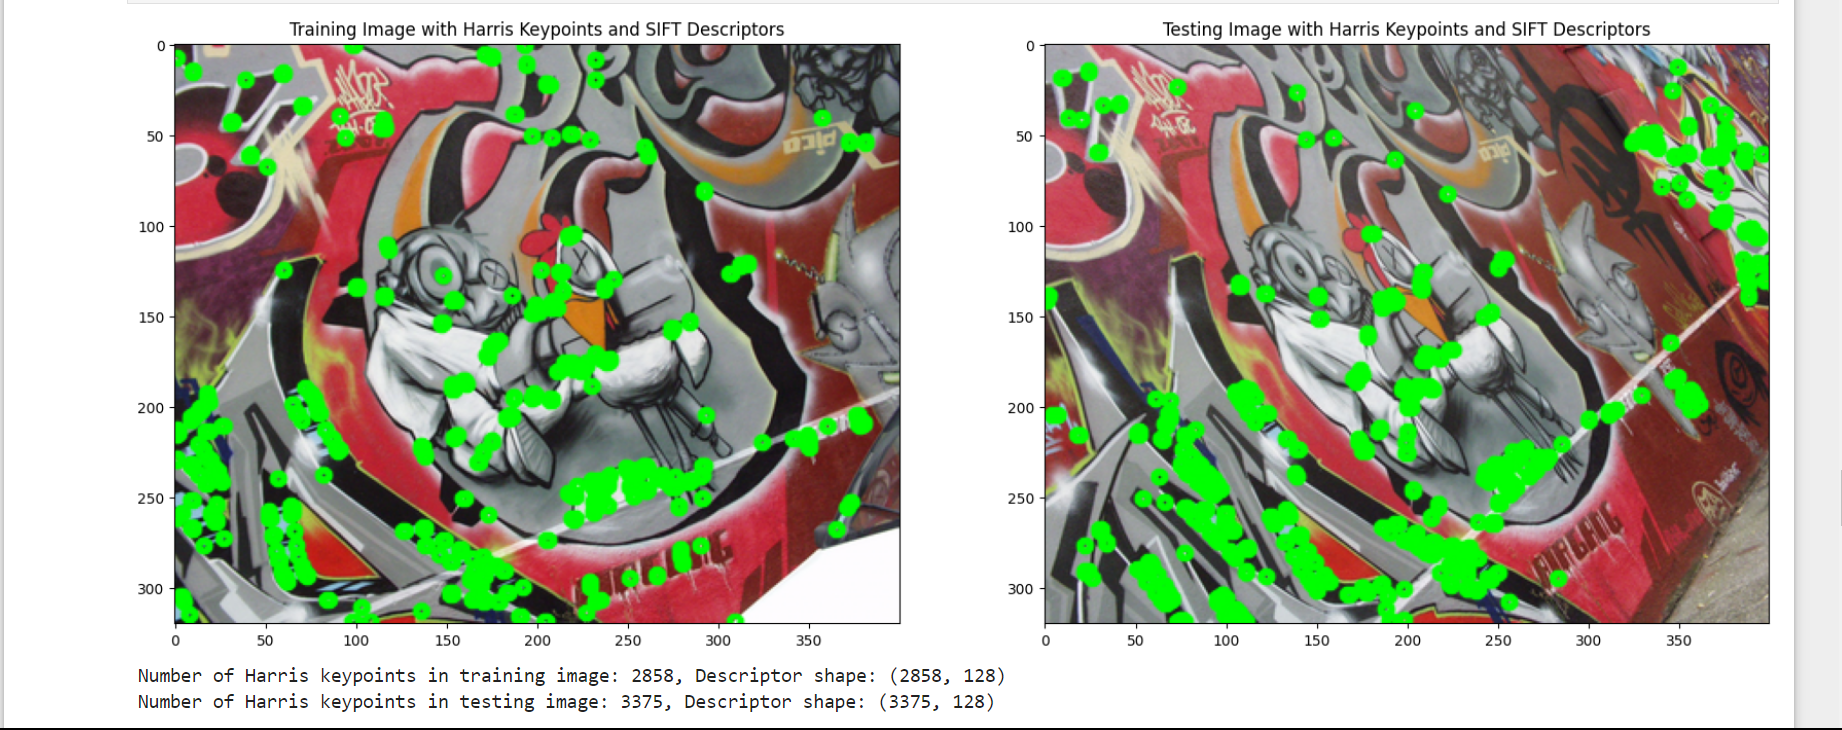 Training Image with Harris Keypoints and SIFT Descriptors
Testing Image with Harris Keypoints and SIFT Descriptors
0
50
100
150
200
250
300
0 50 100 150 200 250 300 350
0
50
100
150
200
250
300
0 50 100 150 200 250 300 350
pico
pico
Number of Harris keypoints in training image: 2858, Descriptor shape: (2858, 128)
Number of Harris keypoints in testing image: 3375, Descriptor shape: (3375, 128)